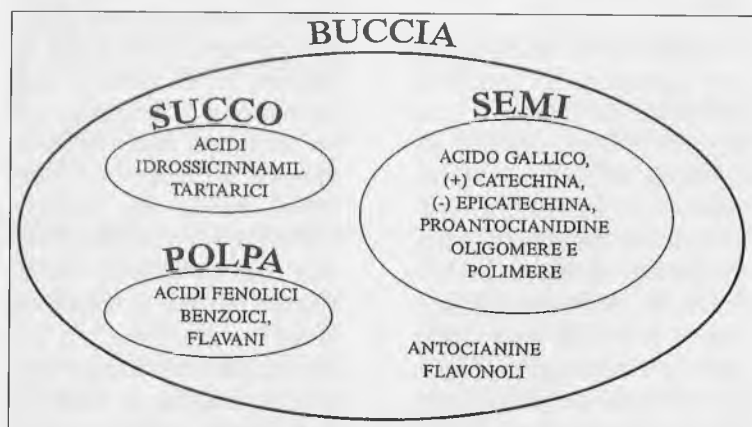 BUCCIA
SUCCO
ACIDI
IDROSSICINNAMIL
TARTARICI
SEMI
ACIDO GALLICO,
(+) CATECHINA,
(-) EPICATECHINA,
PROANTOCIANIDINE
OLIGOMERE E
POLIMERE
POLPA
ACIDI FENOLICI
BENZOICI,
FLAVANI
ANTOCIANINE
FLAVONOLI